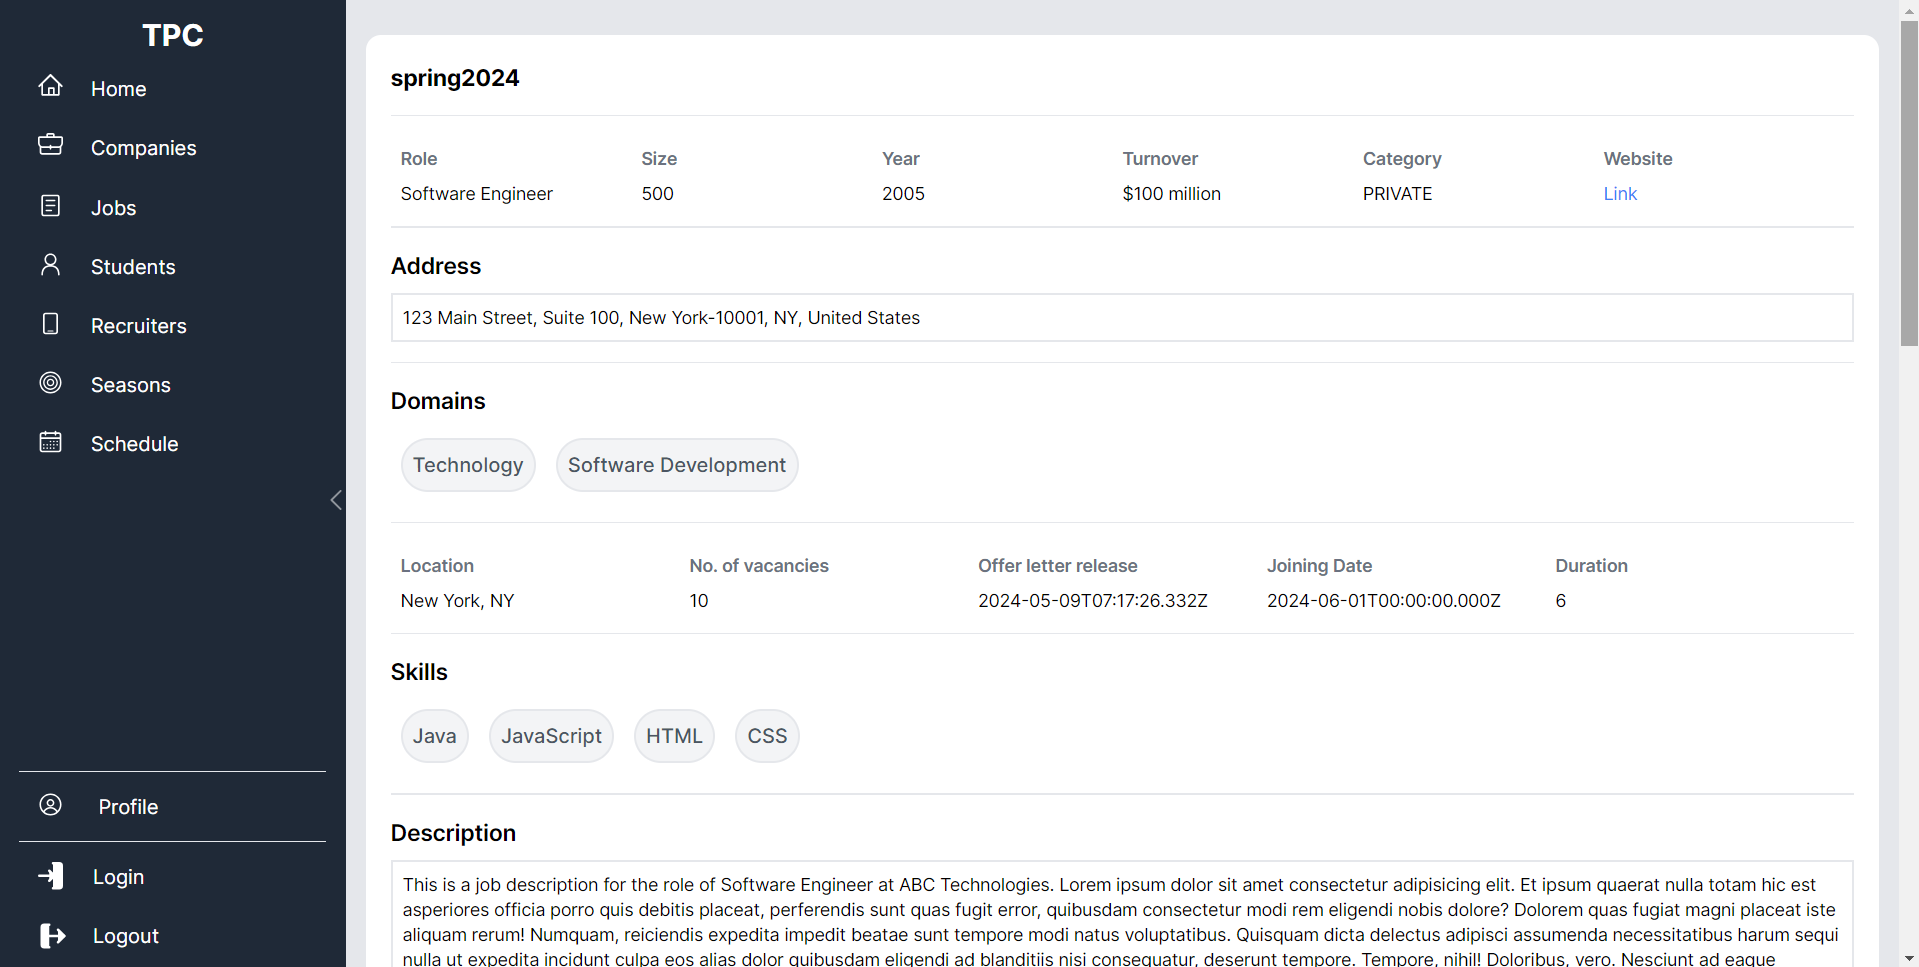 TPC
Home
Companies
Jobs
Students
Recruiters
Seasons
Schedule
Profile
Login
Logout
spring2024
Role Size Year Turnover Category Website
Software Engineer 500 2005 $100 million PRIVATE Link
Address
123 Main Street, Suite 100, New York-10001, NY, United States
Domains
Technology Software Development
Location No. of vacancies Offer letter release Joining Date Duration
New York, NY 10 2024-05-09T07:17:26.332Z 2024-06-01T00:00:00.000Z 6
Skills
Java JavaScript HTML CSS
Description
This is a job description for the role of Software Engineer at ABC Technologies. Lorem ipsum dolor sit amet consectetur adipisicing elit. Et ipsum quaerat nulla totam hic est
asperiores officia porro quis debitis placeat, perferendis sunt quas fugit error, quibusdam consectetur modi rem eligendi nobis dolore? Dolorem quas fugiat magni placeat iste
aliquam rerum! Numquam, reiciendis expedita impedit beatae sunt tempore modi natus voluptatibus. Quisquam dicta delectus adipisci assumenda necessitatibus harum sequi
nulla ut expedita incidunt culpa eos alias dolor quibusdam eligendi ad blanditiis nisi consequatur, deserunt tempore. Tempore, nihil! Doloribus, vero. Nesciunt ad eaque